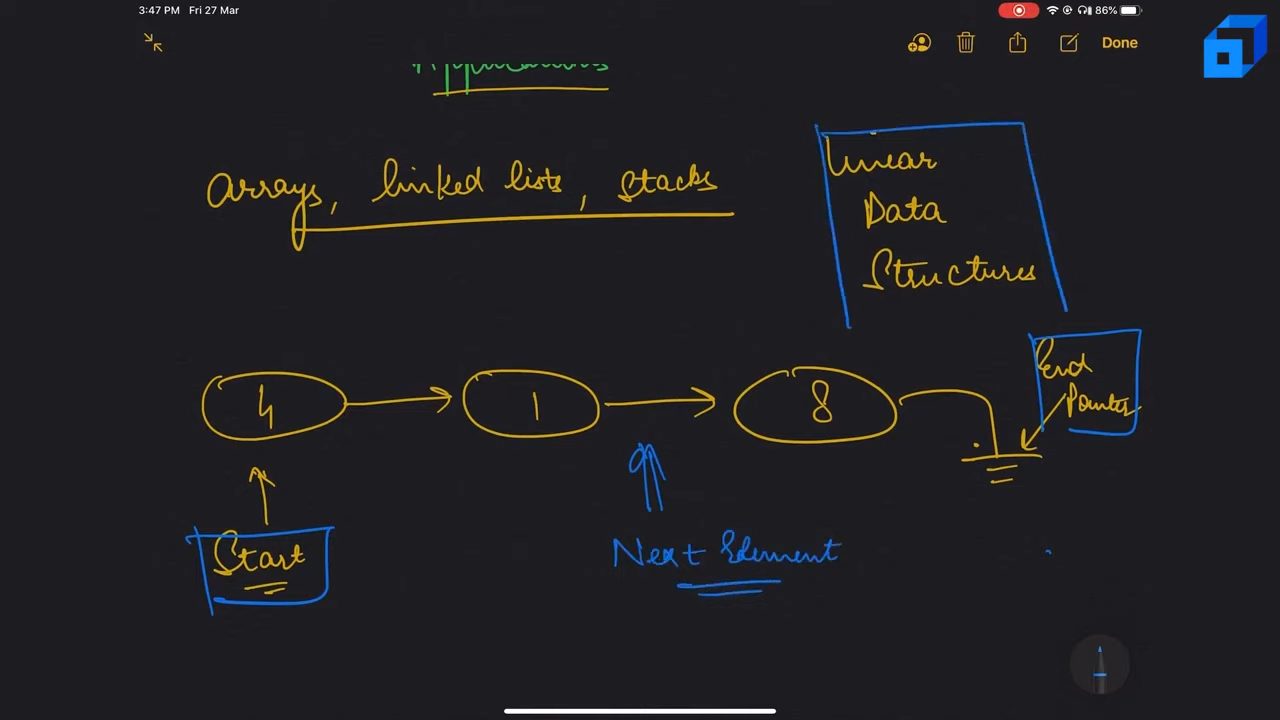 3:47 PM Fri 27 Mar
86%
Done
Applications
Arrays, linked lists, stacks
Linear
Data
Structures
4
1
8
End
Pointer
Start
Next Element